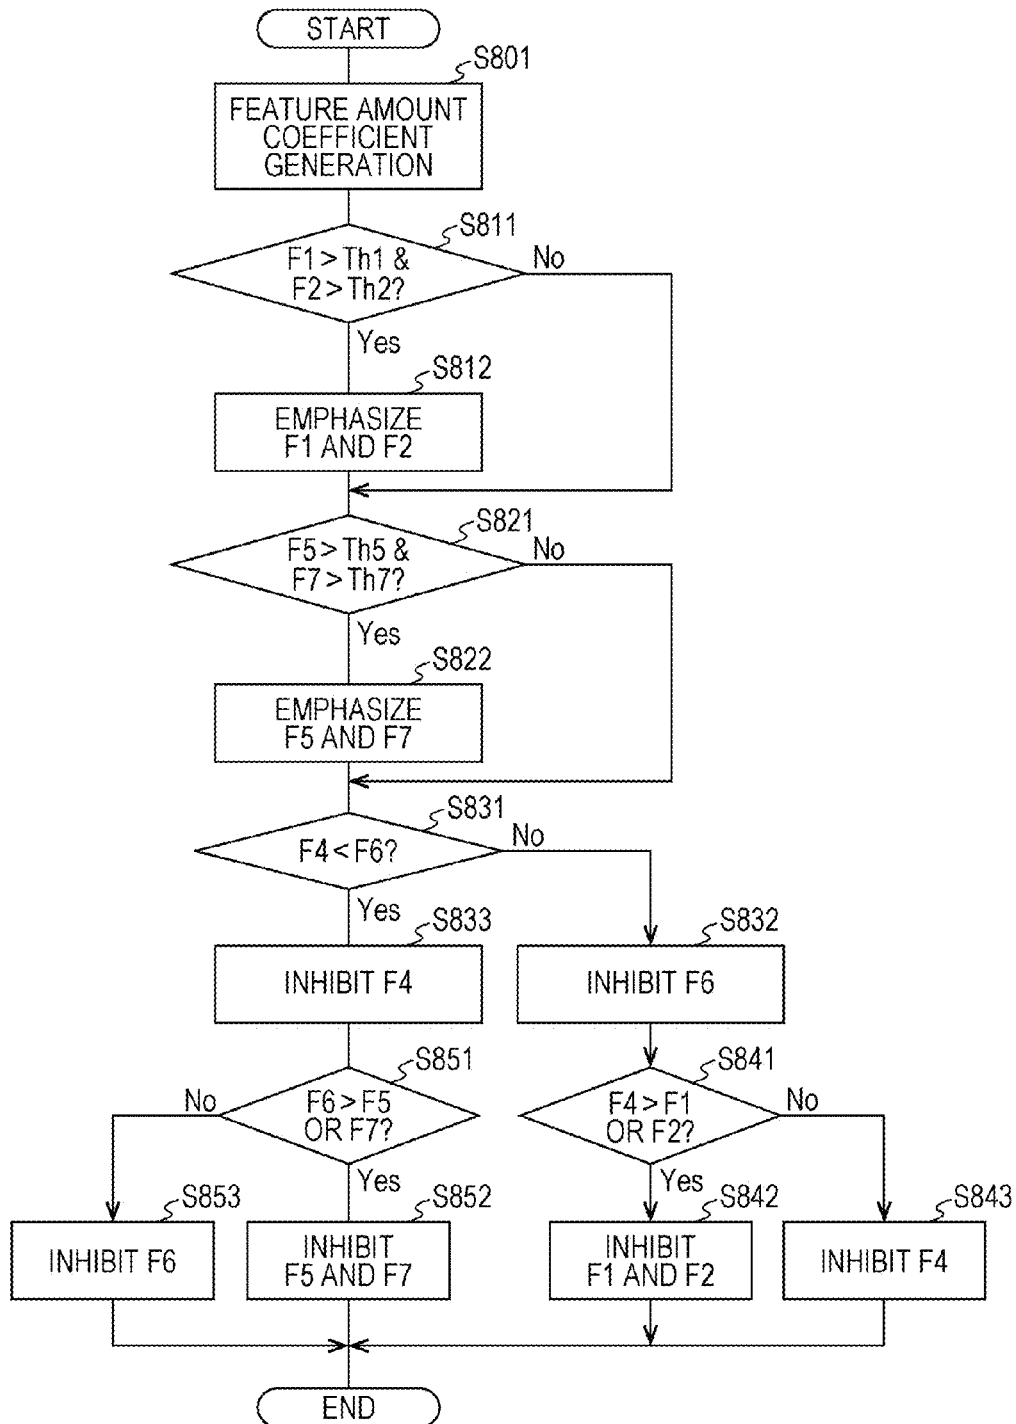 START
S801
FEATURE AMOUNT
COEFFICIENT
GENERATION
S811
F1 > Th1 &
F2 > Th2?
No
Yes
S812
EMPHASIZE
F1 AND F2
S821
F5 > Th5 &
F7 > Th7?
No
Yes
S822
EMPHASIZE
F5 AND F7
S831
F4 < F6?
No
Yes
S833
INHIBIT F4
S832
INHIBIT F6
S851
F6 > F5
OR F7?
No
Yes
S841
F4 > F1
OR F2?
No
Yes
S853
INHIBIT F6
S852
INHIBIT
F5 AND F7
S842
INHIBIT
F1 AND F2
S843
INHIBIT F4
END